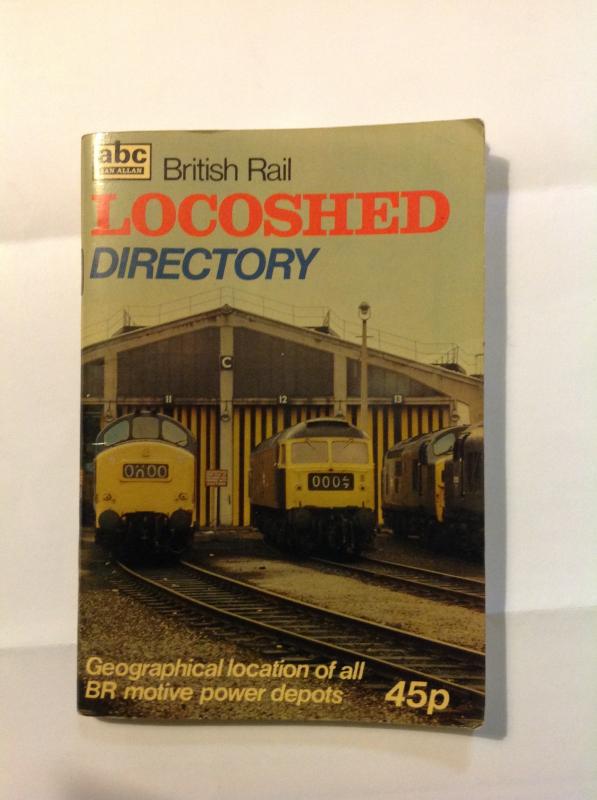 abc
IAN ALLAN
British Rail
LOCOSHED
DIRECTORY
C
11 12 13
0000
Geographical location of all
BR motive power depots
45p